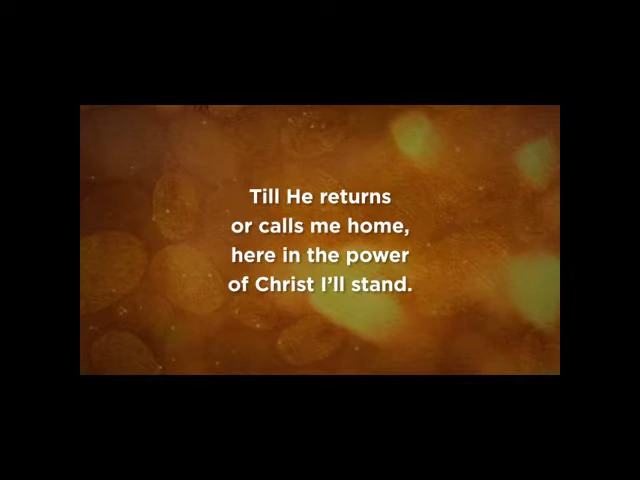 Till He returns
or calls me home,
here in the power
of Christ I'll stand.